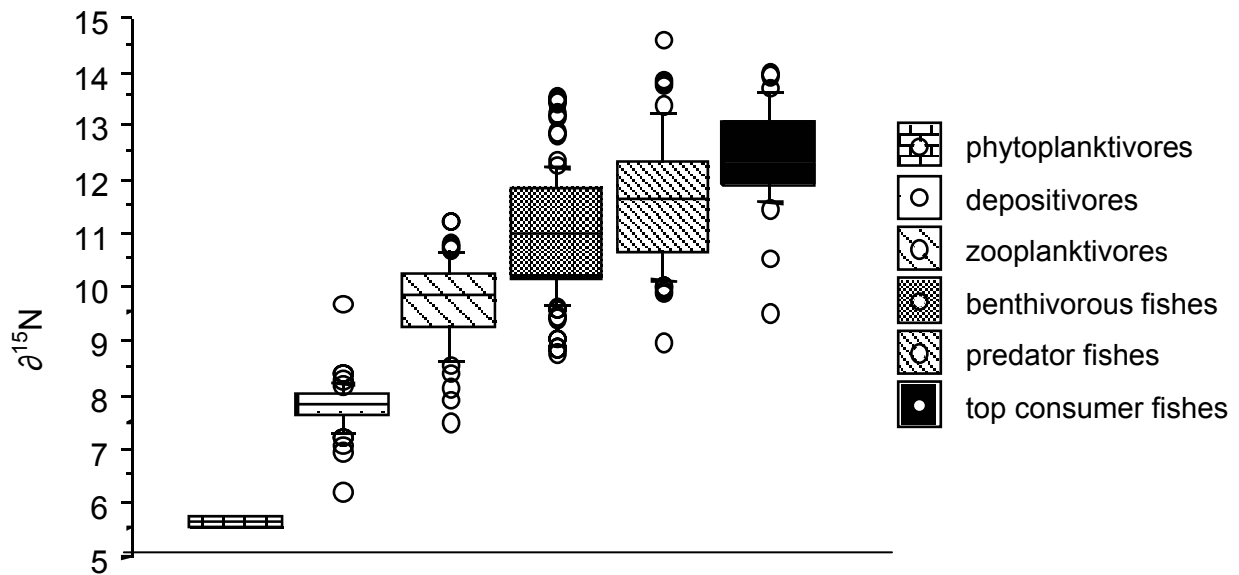 15
14
13
12
11
10
9
8
7
6
5
∂15N
phytoplanktivores
depositivores
zooplanktivores
benthivorous fishes
predator fishes
top consumer fishes